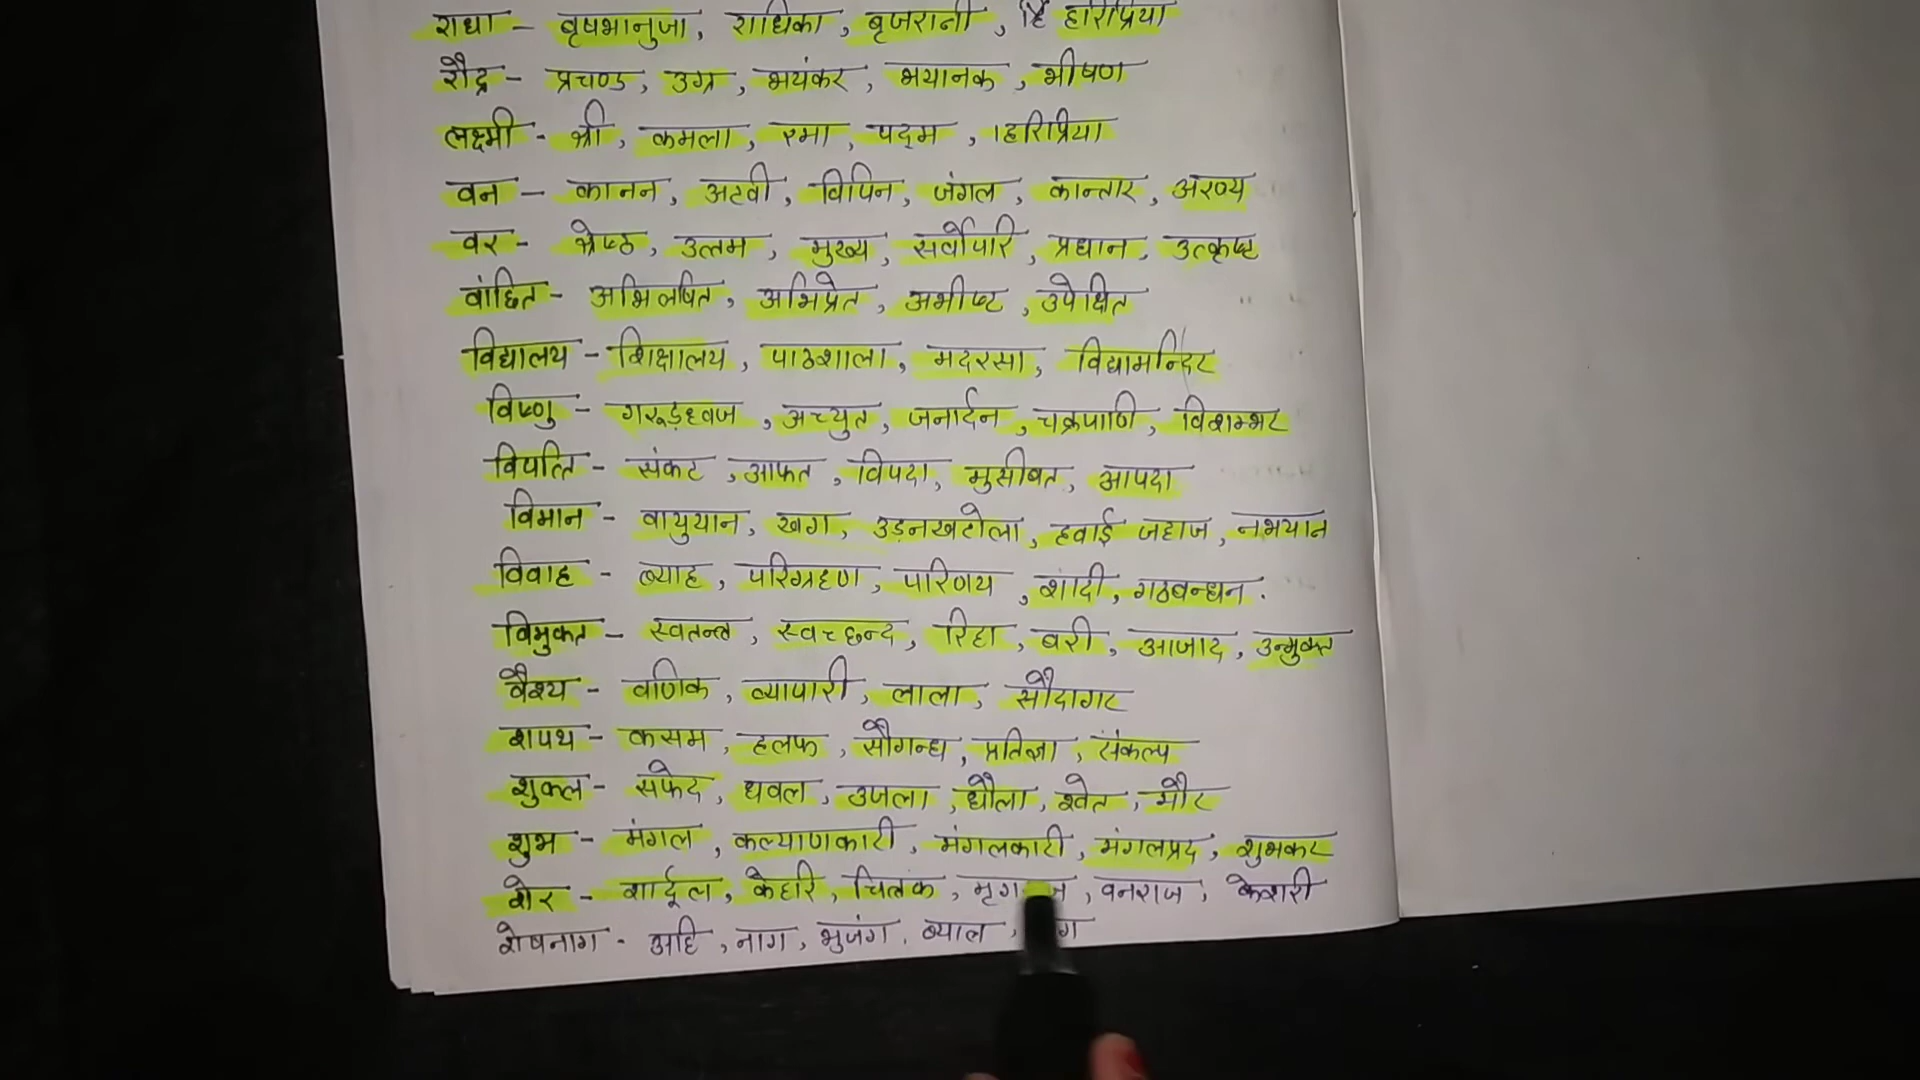 राधा - वृषभानुजा, राधिका, बृजरानी, हरिप्रिया
रौद्र - प्रचण्ड, उग्र, भयंकर, भयानक, भीषण
लक्ष्मी - श्री, कमला, रमा, पद्म, हरिप्रिया
वन - कानन, अटवी, विपिन, जंगल, कान्तार, अरण्य
वर - श्रेष्ठ, उत्तम, मुख्य, सर्वोपरि, प्रधान, उत्कृष्ट
वांछित - अभिलषित, अभिप्रेत, अभीष्ट, उपेक्षित
विद्यालय - शिक्षालय, पाठशाला, मदरसा, विद्यामन्दिर
विष्णु - गरूड़ध्वज, अच्युत, जनार्दन, चक्रपाणि, विशम्भर
विपत्ति - संकट, आफत, विपदा, मुसीबत, आपदा
विमान - वायुयान, खग, उड़नखटोला, हवाई जहाज, नभयान
विवाह - ब्याह, परिग्रहण, परिणय, शादी, गठबन्धन.
विमुक्त - स्वतन्त्र, स्वच्छन्द, रिहा, बरी, आजाद, उन्मुक्त
वैश्य - वणिक, व्यापारी, लाला, सौदागर
शपथ - कसम, हलफ, सौगन्ध, प्रतिज्ञा, संकल्प
शुक्ल - सफेद, धवल, उजला, धौला, श्वेत,
शुभ - मंगल, कल्याणकारी, मंगलकारी, मंगलप्रद, शुभकर
शेर - शार्दूल, केहरि, चित्तक, वनराज, केशरी
शेषनाग - अहि, नाग, भुजंग, ब्याल,